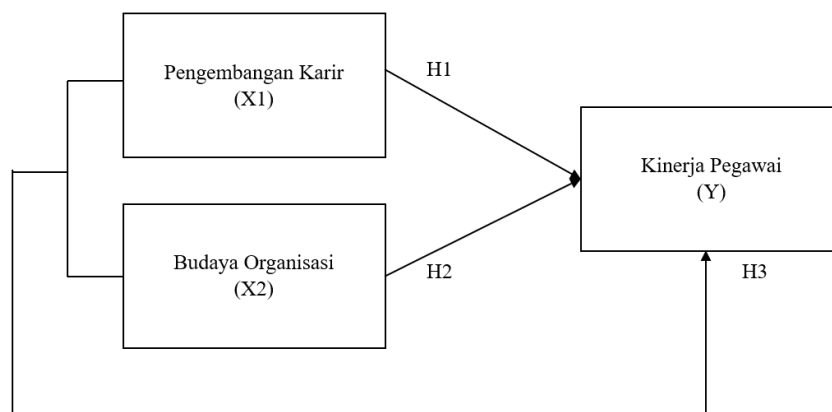 Pengembangan Karir
(X1)
H1
Kinerja Pegawai
(Y)
Budaya Organisasi
(X2)
H2
H3